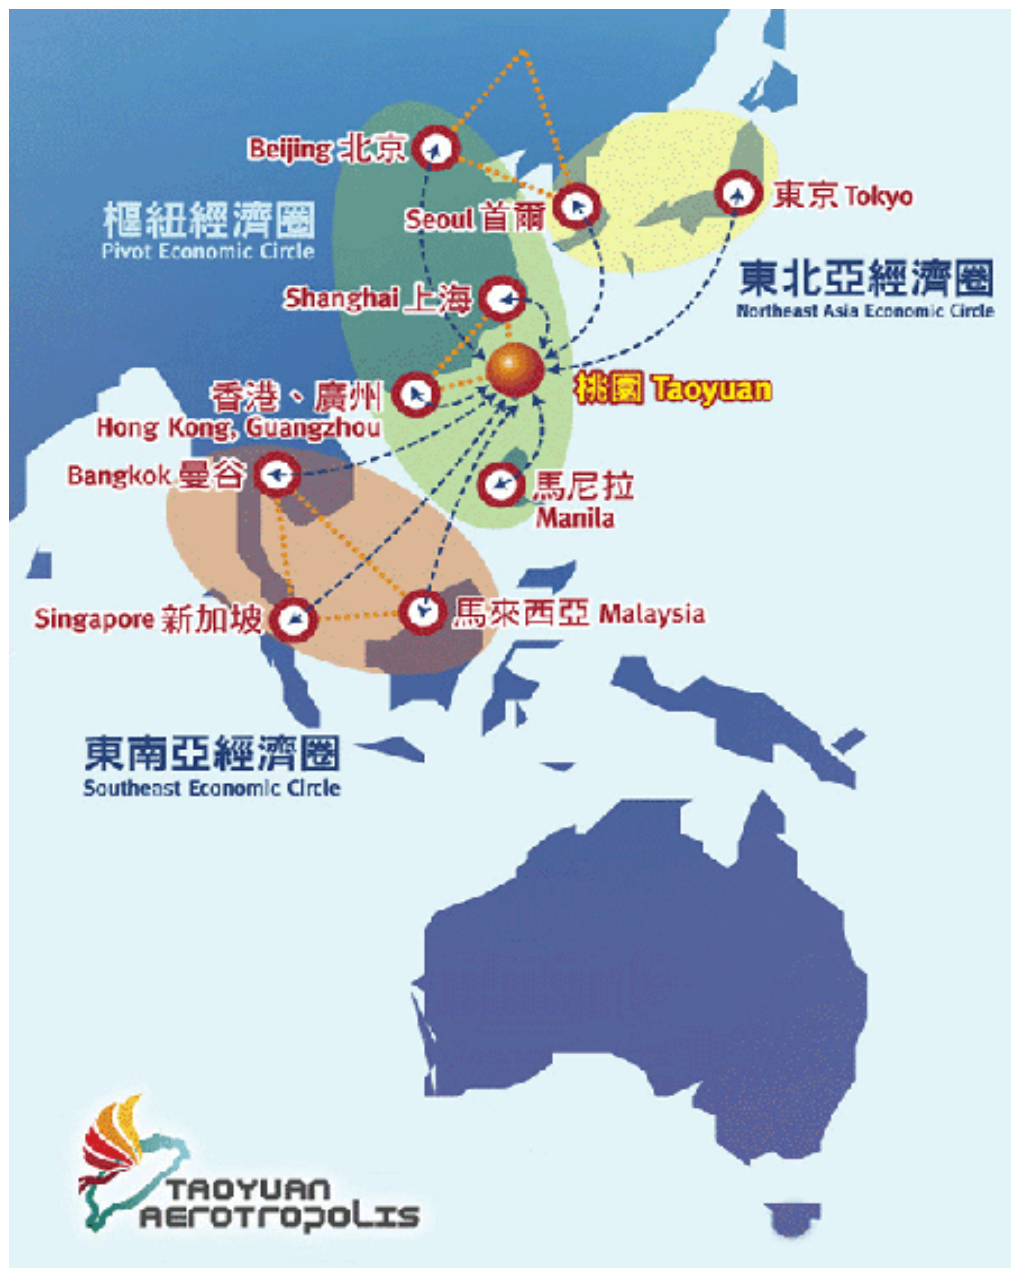 Beijing 北京
Seoul 首爾
東京 Tokyo
樞紐經濟圈
Pivot Economic Circle
東北亞經濟圈
Northeast Asia Economic Circle
Shanghai 上海
桃園 Taoyuan
香港、廣州
Hong Kong, Guangzhou
Bangkok 曼谷
馬尼拉
Manila
Singapore 新加坡
馬來西亞 Malaysia
東南亞經濟圈
Southeast Economic Circle
TAOYUAN
AEROTROPOLIS